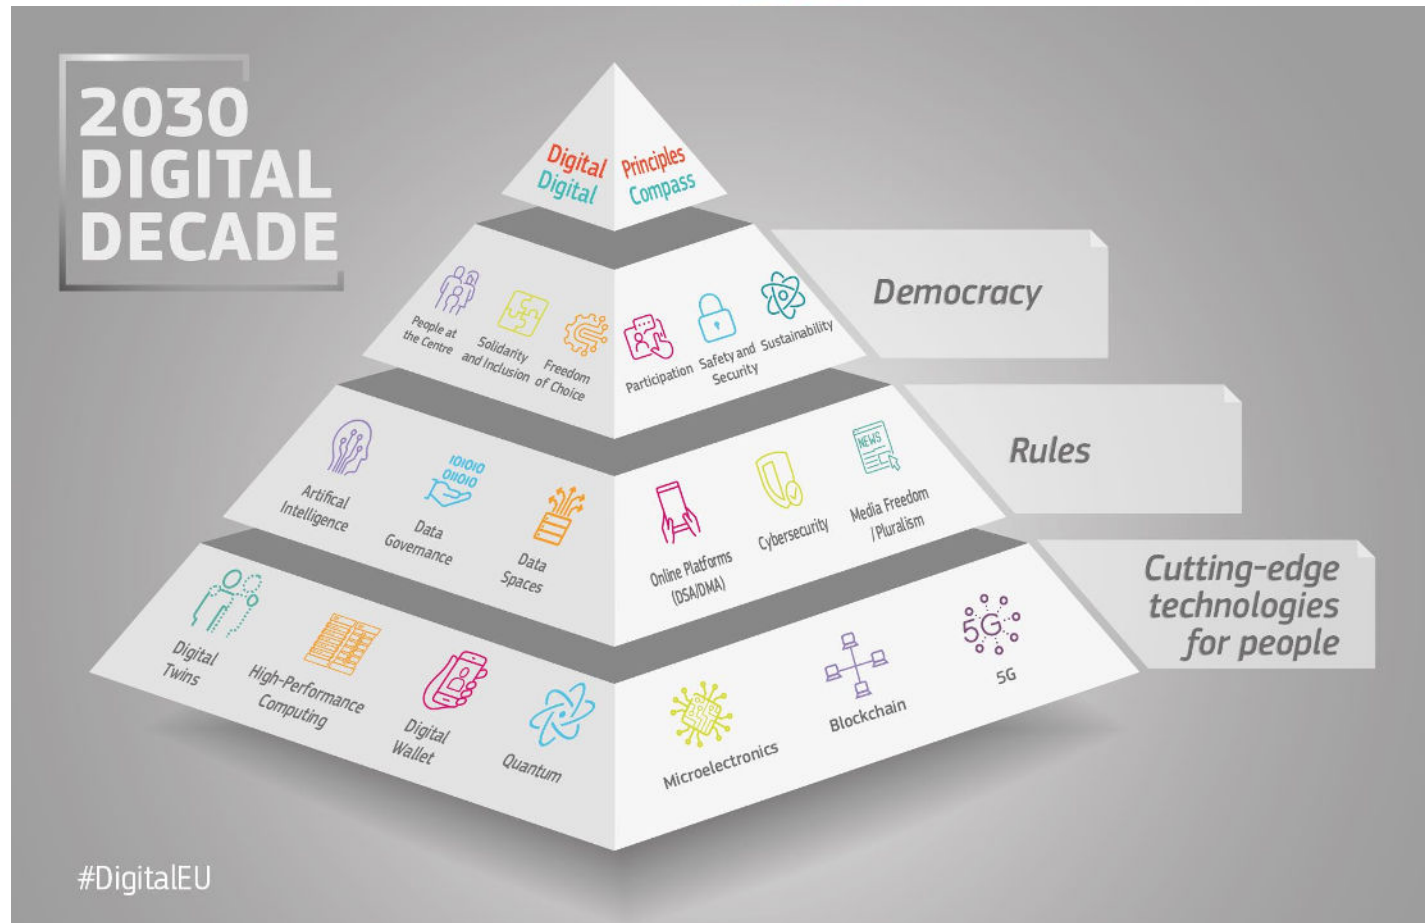 2030
DIGITAL
DECADE
Digital Principles
Digital Compass
People at
the Centre
Solidarity
and Inclusion
Freedom
of Choice
Participation
Safety and
Security
Sustainability
Democracy
Artifical
Intelligence
101010
011010
Data
Governance
Data
Spaces
Online Platforms
(DSA/DMA)
Cybersecurity
NEWS
Media Freedom
/Pluralism
Rules
Digital
Twins
High-Performance
Computing
Digital
Wallet
Quantum
Microelectronics
Blockchain
5G
5G
Cutting-edge
technologies
for people
#DigitalEU